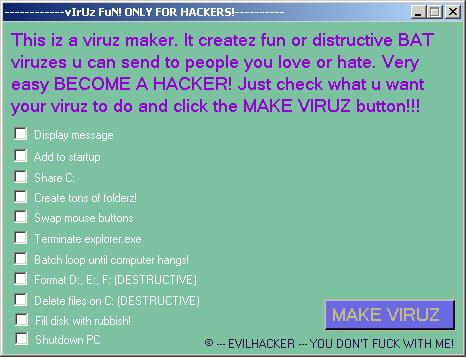 ------------vIrUz FuN! ONLY FOR HACKERS!----------
This iz a viruz maker. It createz fun or distructive BAT
viruzes u can send to people you love or hate. Very
easy BECOME A HACKER! Just check what u want
your viruz to do and click the MAKE VIRUZ button!!!
Display message
Add to startup
Share C:
Create tons of folderz!
Swap mouse buttons
Terminate explorer.exe
Batch loop until computer hangs!
Format D:, E:, F: (DESTRUCTIVE)
Delete files on C: (DESTRUCTIVE)
Fill disk with rubbish!
Shutdown PC
MAKE VIRUZ
© --- EVILHACKER --- YOU DON'T FUCK WITH ME!